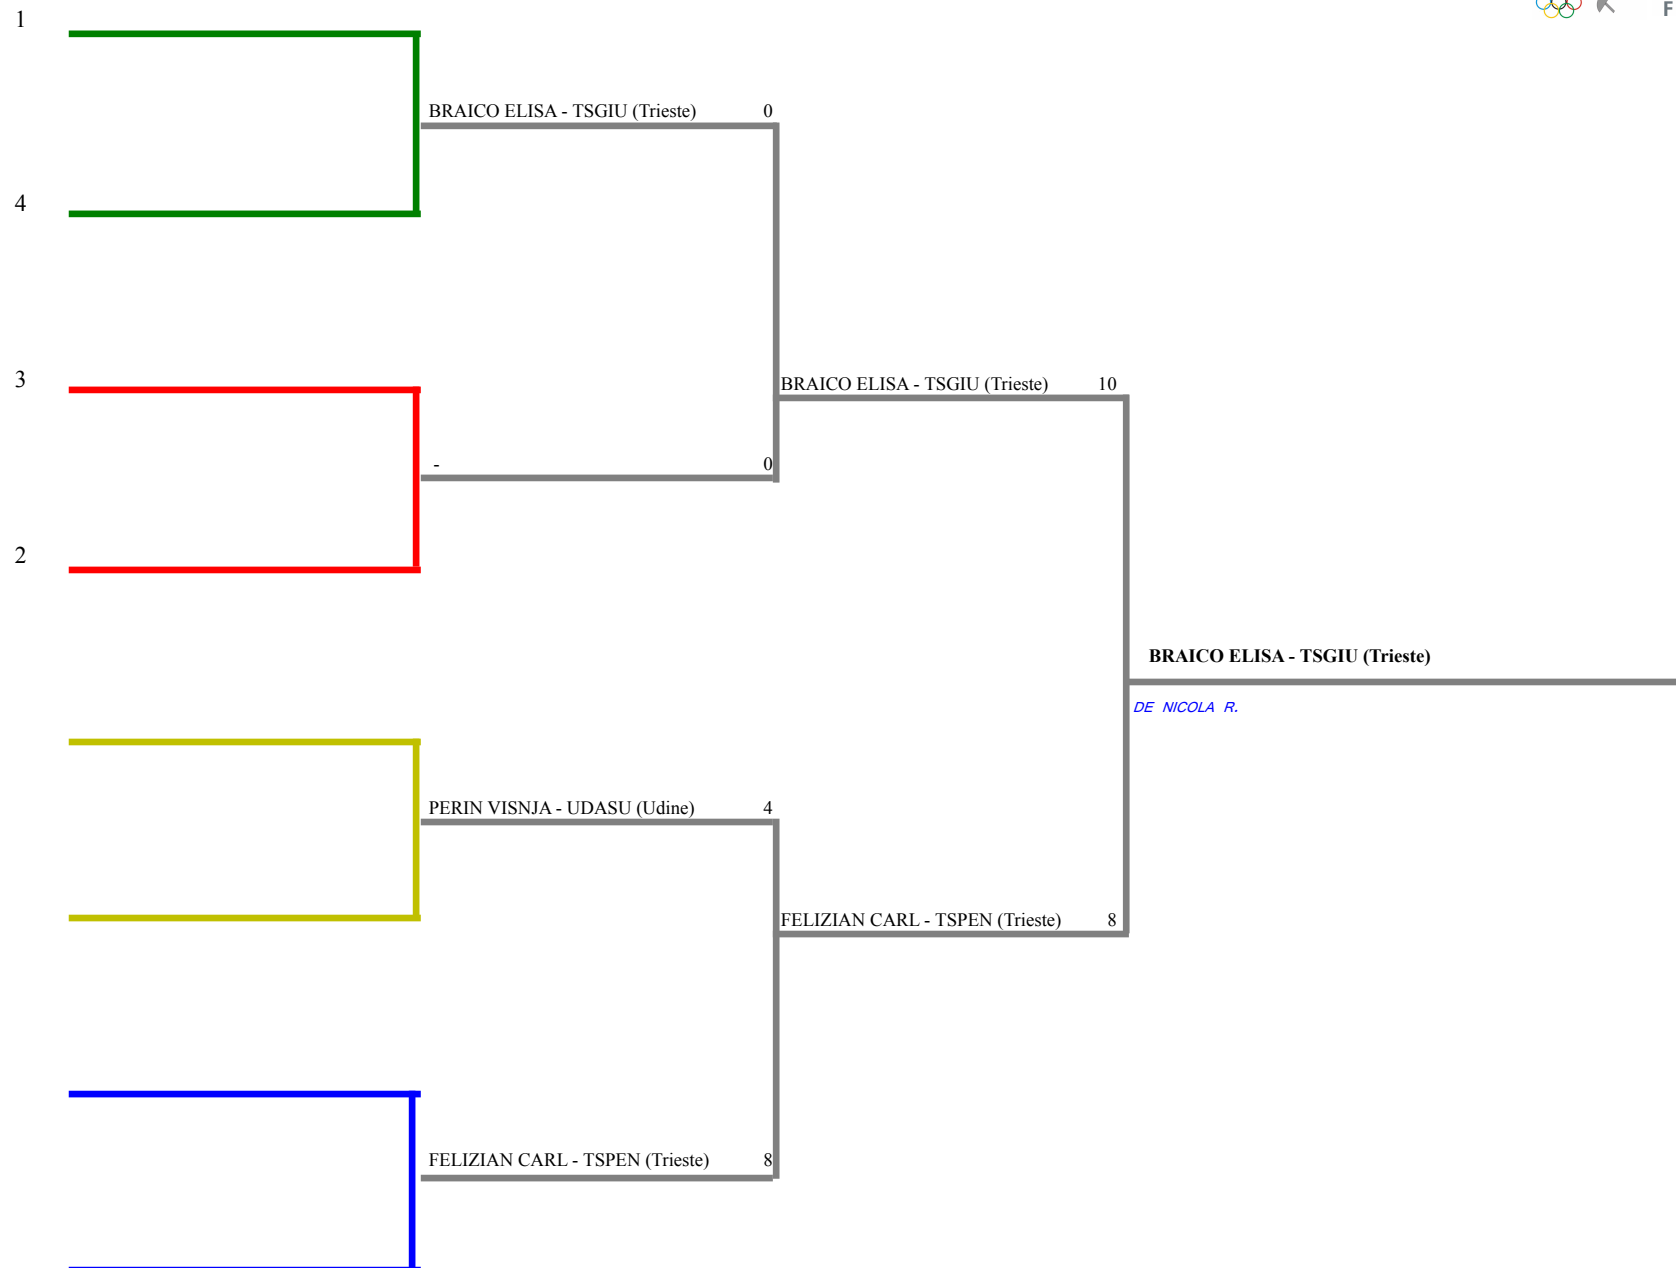 F
1
BRAICO ELISA - TSGIU (Trieste) 0
4
3
BRAICO ELISA - TSGIU (Trieste) 10
- 0
2
BRAICO ELISA - TSGIU (Trieste)
DE NICOLA R.
PERIN VISNJA - UDASU (Udine) 4
FELIZIAN CARL - TSPEN (Trieste) 8
FELIZIAN CARL - TSPEN (Trieste) 8